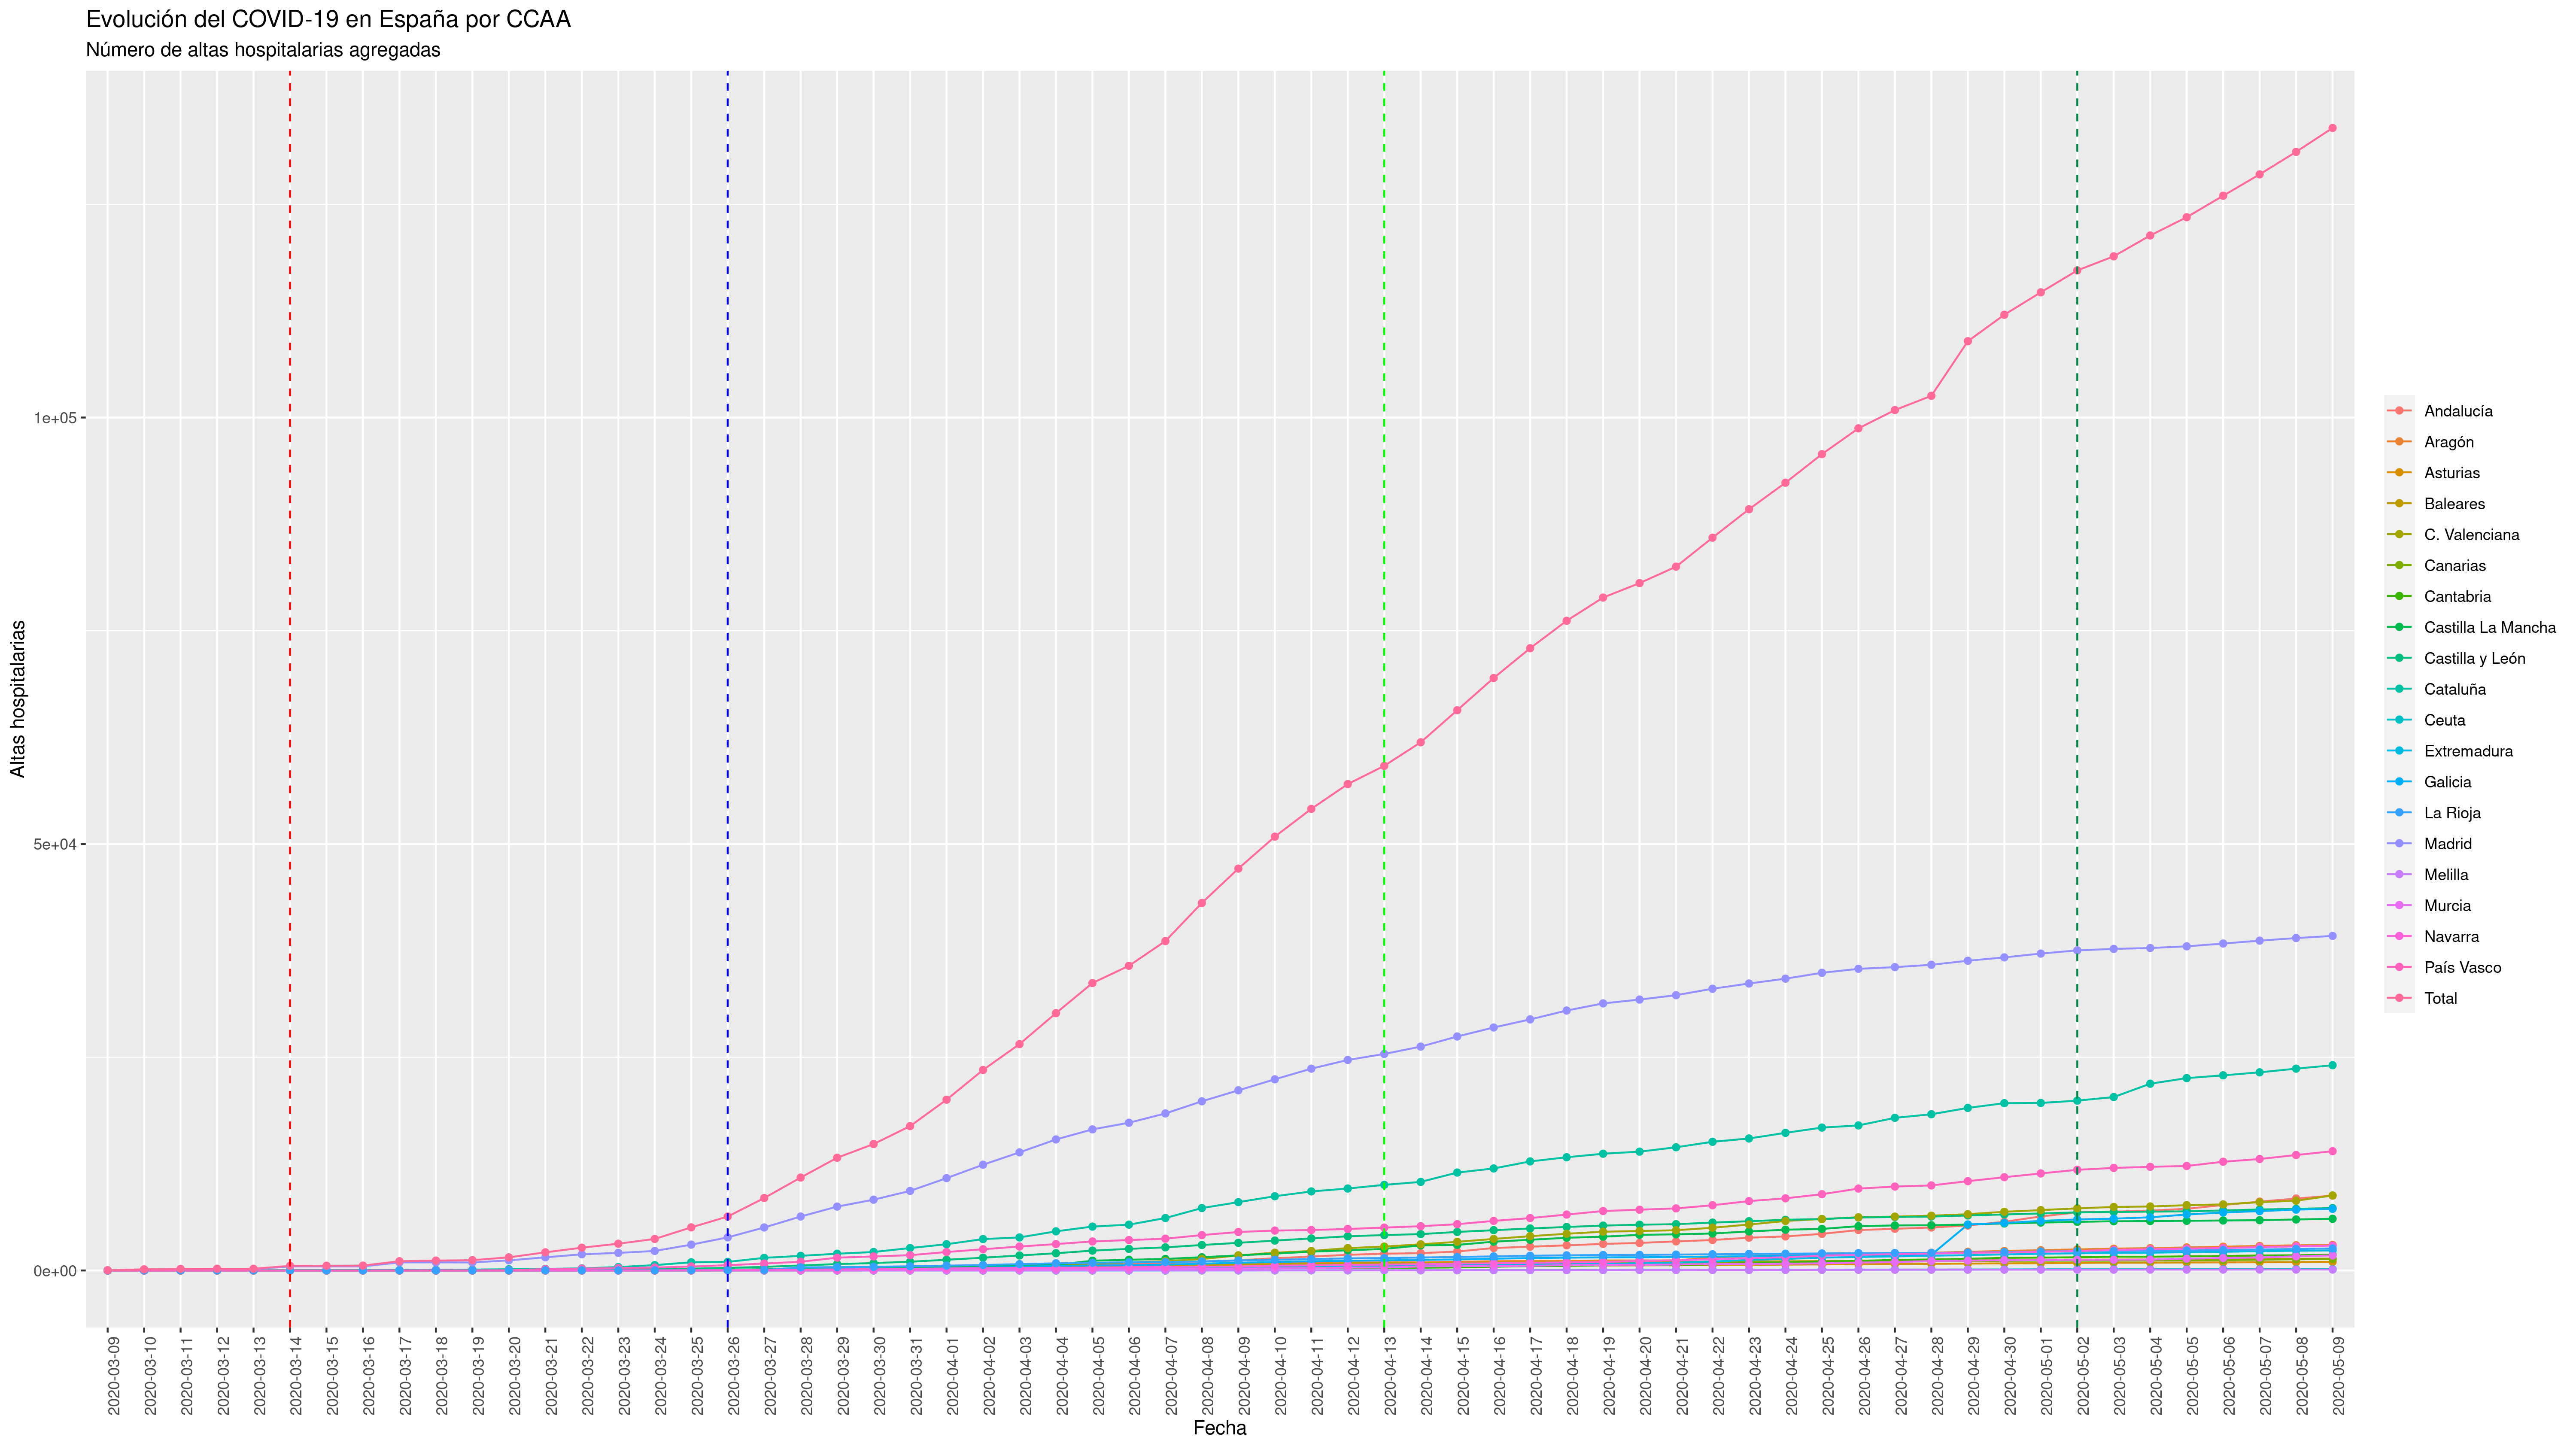 Evolución del COVID-19 en España por CCAA
Número de altas hospitalarias agregadas
Altas hospitalarias
1e+05
5e+04
0e+00
2020-03-09
2020-03-10
2020-03-11
2020-03-12
2020-03-13
2020-03-14
2020-03-15
2020-03-16
2020-03-17
2020-03-18
2020-03-19
2020-03-20
2020-03-21
2020-03-22
2020-03-23
2020-03-24
2020-03-25
2020-03-26
2020-03-27
2020-03-28
2020-03-29
2020-03-30
2020-03-31
2020-04-01
2020-04-02
2020-04-03
2020-04-04
2020-04-05
2020-04-06
2020-04-07
2020-04-08
2020-04-09
2020-04-10
2020-04-11
2020-04-12
2020-04-13
2020-04-14
2020-04-15
2020-04-16
2020-04-17
2020-04-18
2020-04-19
2020-04-20
2020-04-21
2020-04-22
2020-04-23
2020-04-24
2020-04-25
2020-04-26
2020-04-27
2020-04-28
2020-04-29
2020-04-30
2020-05-01
2020-05-02
2020-05-03
2020-05-04
2020-05-05
2020-05-06
2020-05-07
2020-05-08
2020-05-09
Fecha
Andalucía
Aragón
Asturias
Baleares
C. Valenciana
Canarias
Cantabria
Castilla La Mancha
Castilla y León
Cataluña
Ceuta
Extremadura
Galicia
La Rioja
Madrid
Melilla
Murcia
Navarra
País Vasco
Total